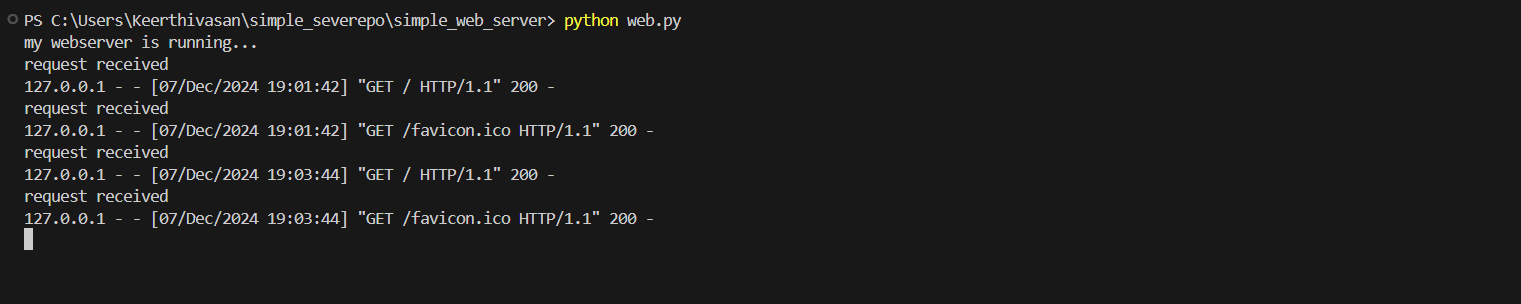 PS C:\Users\Keerthivasan\simple_severepo\simple_web_server> python web.py
my webserver is running...
request received
127.0.0.1 - - [07/Dec/2024 19:01:42] "GET / HTTP/1.1" 200 -
request received
127.0.0.1 - - [07/Dec/2024 19:01:42] "GET /favicon.ico HTTP/1.1" 200 -
request received
127.0.0.1 - - [07/Dec/2024 19:03:44] "GET / HTTP/1.1" 200 -
request received
127.0.0.1 - - [07/Dec/2024 19:03:44] "GET /favicon.ico HTTP/1.1" 200 -